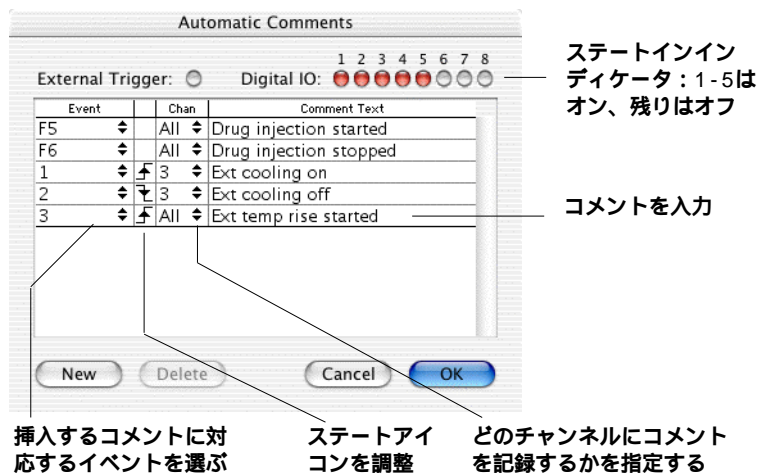 Automatic Comments
1 2 3 4 5 6 7 8
External Trigger: Digital IO:
ステートインイン
ディケータ：1-5は
オン、残りはオフ
Event Chan Comment Text
F5 All Drug injection started
F6 All Drug injection stopped
1 3 Ext cooling on
2 3 Ext cooling off
3 All Ext temp rise started
コメントを入力
New Delete Cancel OK
挿入するコメントに対
応するイベントを選ぶ
ステートアイ
コンを調整
どのチャンネルにコメント
を記録するかを指定する